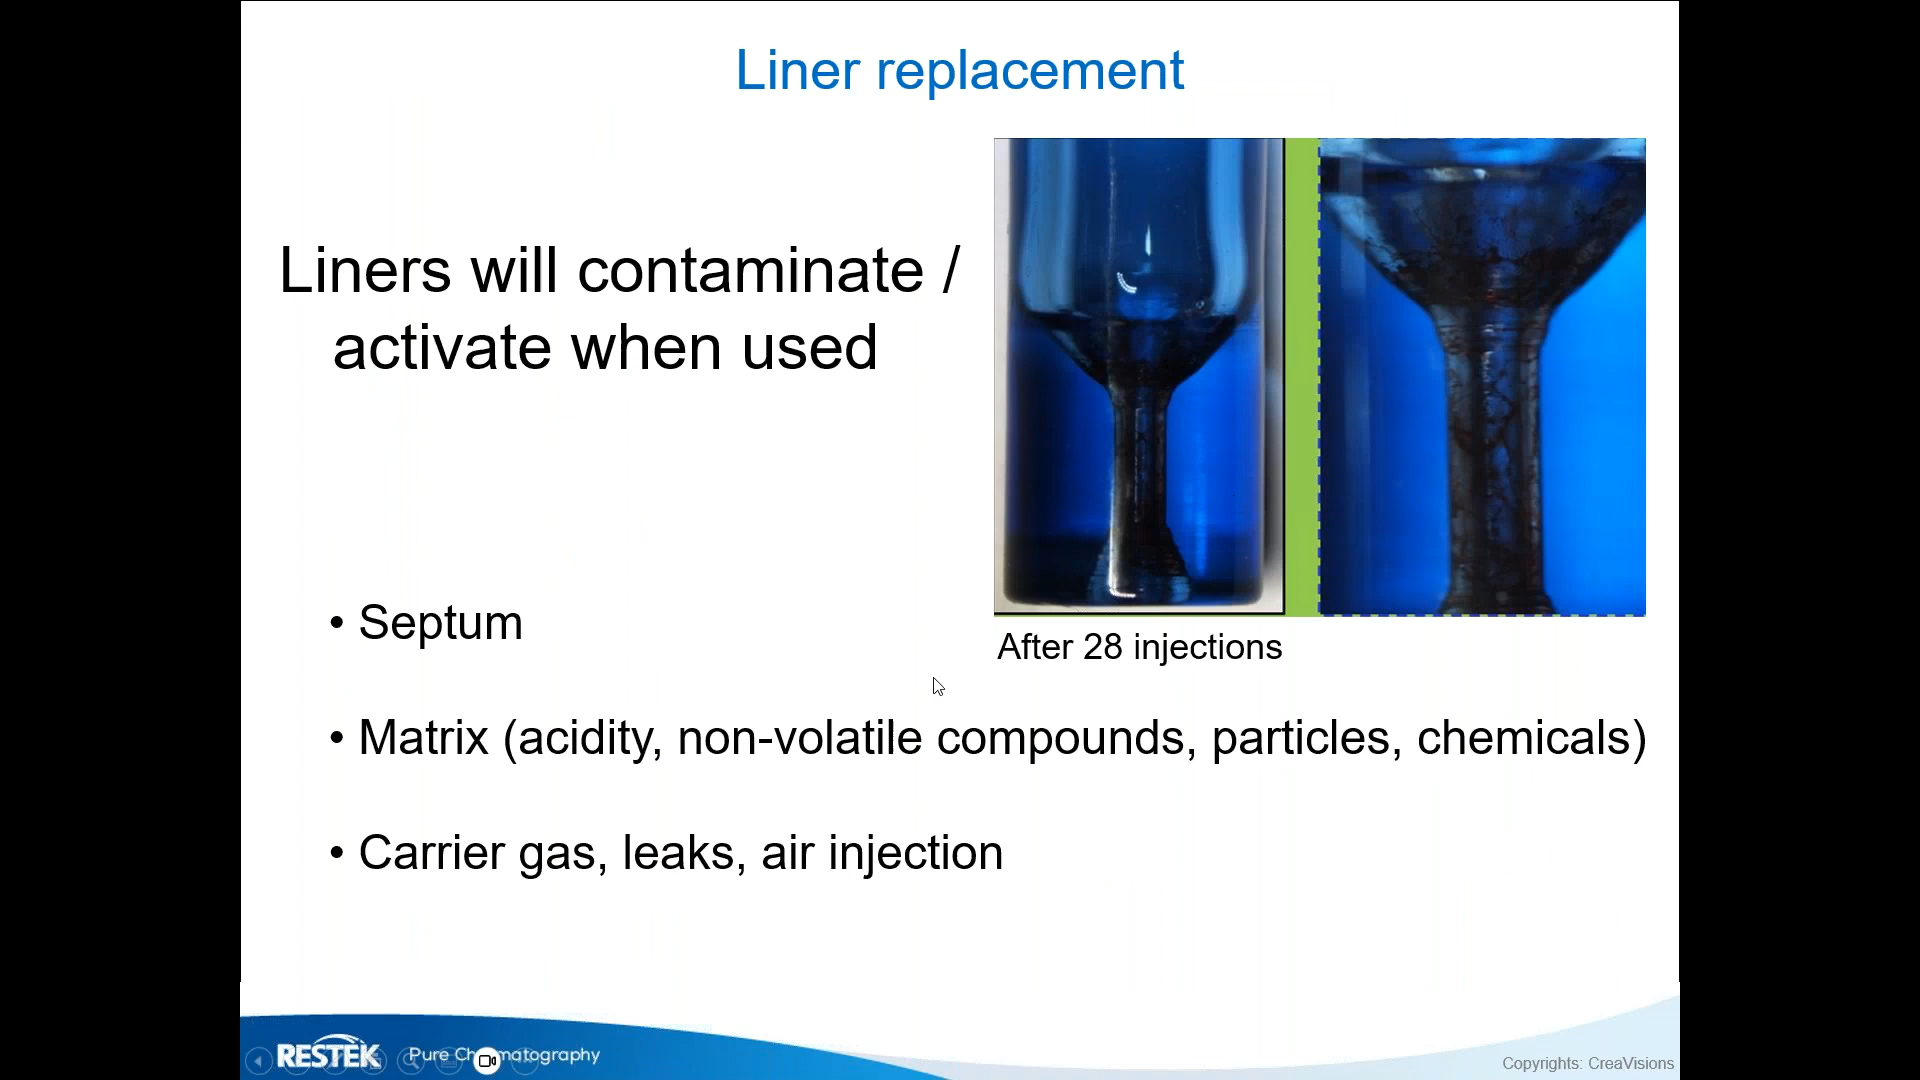 Liner replacement
Liners will contaminate /
activate when used
After 28 injections
• Septum
• Matrix (acidity, non-volatile compounds, particles, chemicals)
• Carrier gas, leaks, air injection
RESTEK Pure Chromatography
Copyrights: CreaVisions